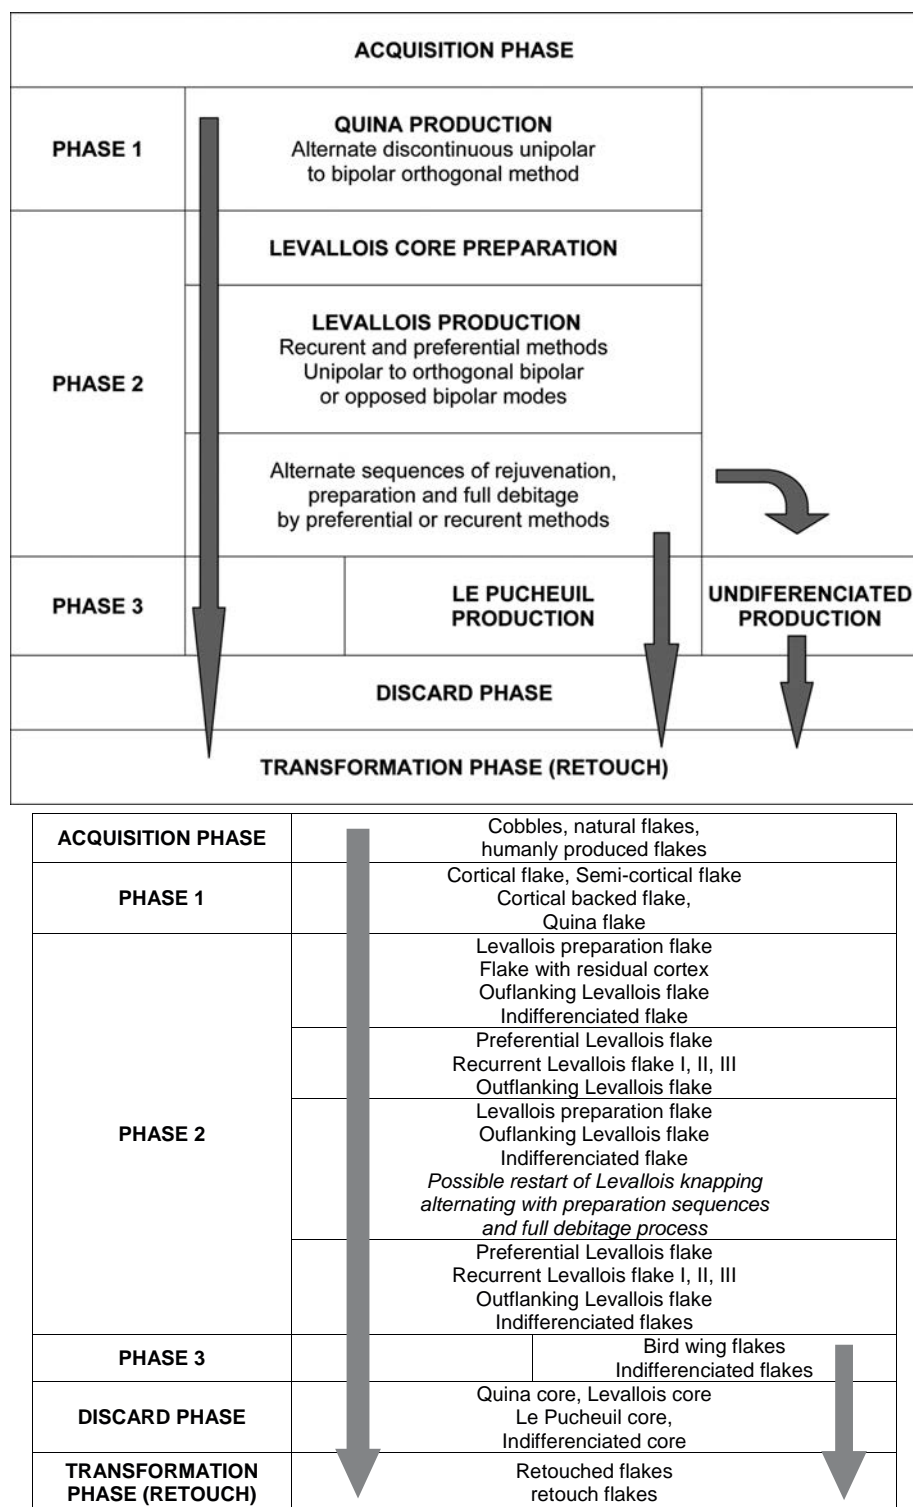 ACQUISITION PHASE
PHASE 1
QUINA PRODUCTION
Alternate discontinuous unipolar
to bipolar orthogonal method
PHASE 2
LEVALLOIS CORE PREPARATION
LEVALLOIS PRODUCTION
Recurent and preferential methods
Unipolar to orthogonal bipolar
or opposed bipolar modes
Alternate sequences of rejuvenation,
preparation and full debitage
by preferential or recurent methods
PHASE 3
LE PUCHEUIL
PRODUCTION
UNDIFERENCIATED
PRODUCTION
DISCARD PHASE
TRANSFORMATION PHASE (RETOUCH)
ACQUISITION PHASE
Cobbles, natural flakes,
humanly produced flakes
PHASE 1
Cortical flake, Semi-cortical flake
Cortical backed flake,
Quina flake
PHASE 2
Levallois preparation flake
Flake with residual cortex
Ouflanking Levallois flake
Indifferenciated flake
Preferential Levallois flake
Recurrent Levallois flake I, II, III
Outflanking Levallois flake
Levallois preparation flake
Ouflanking Levallois flake
Indifferenciated flake
Possible restart of Levallois knapping
alternating with preparation sequences
and full debitage process
Preferential Levallois flake
Recurrent Levallois flake I, II, III
Outflanking Levallois flake
Indifferenciated flakes
PHASE 3
Bird wing flakes
Indifferenciated flakes
DISCARD PHASE
Quina core, Levallois core
Le Pucheuil core,
Indifferenciated core
TRANSFORMATION
PHASE (RETOUCH)
Retouched flakes
retouch flakes